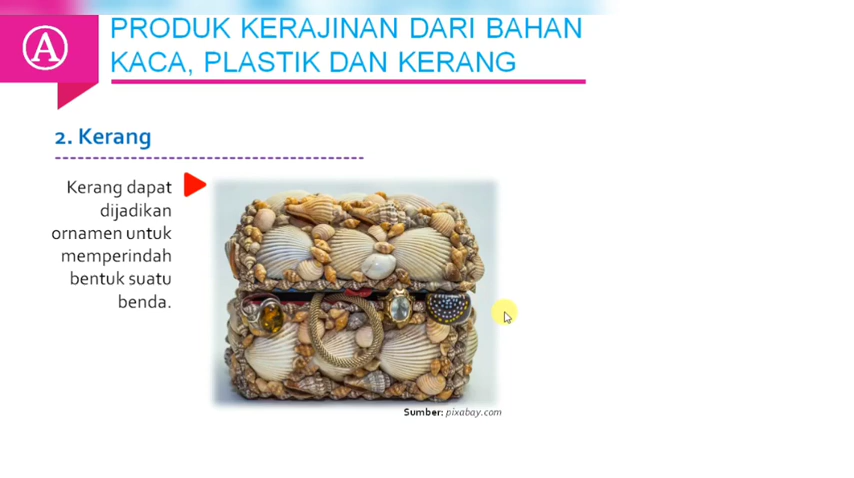 A
PRODUK KERAJINAN DARI BAHAN
KACA, PLASTIK DAN KERANG
2. Kerang
Kerang dapat
dijadikan
ornamen untuk
memperindah
bentuk suatu
benda.
Sumber: pixabay.com